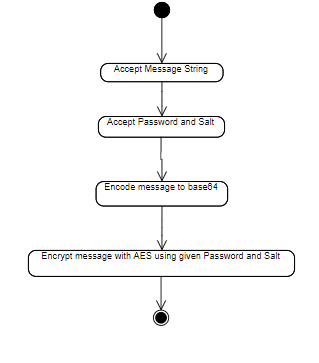 Accept Message String
Accept Password and Salt
Encode message to base64
Encrypt message with AES using given Password and Salt